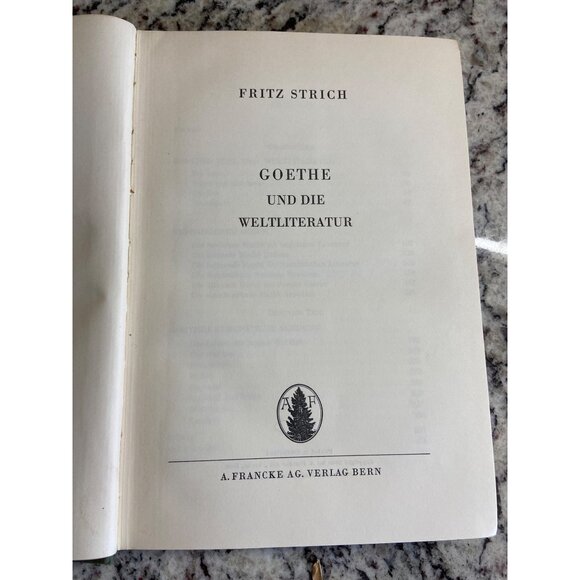 FRITZ STRICH
GOETHE
UND DIE
WELTLITERATUR
A F
A. FRANCKE AG. VERLAG BERN